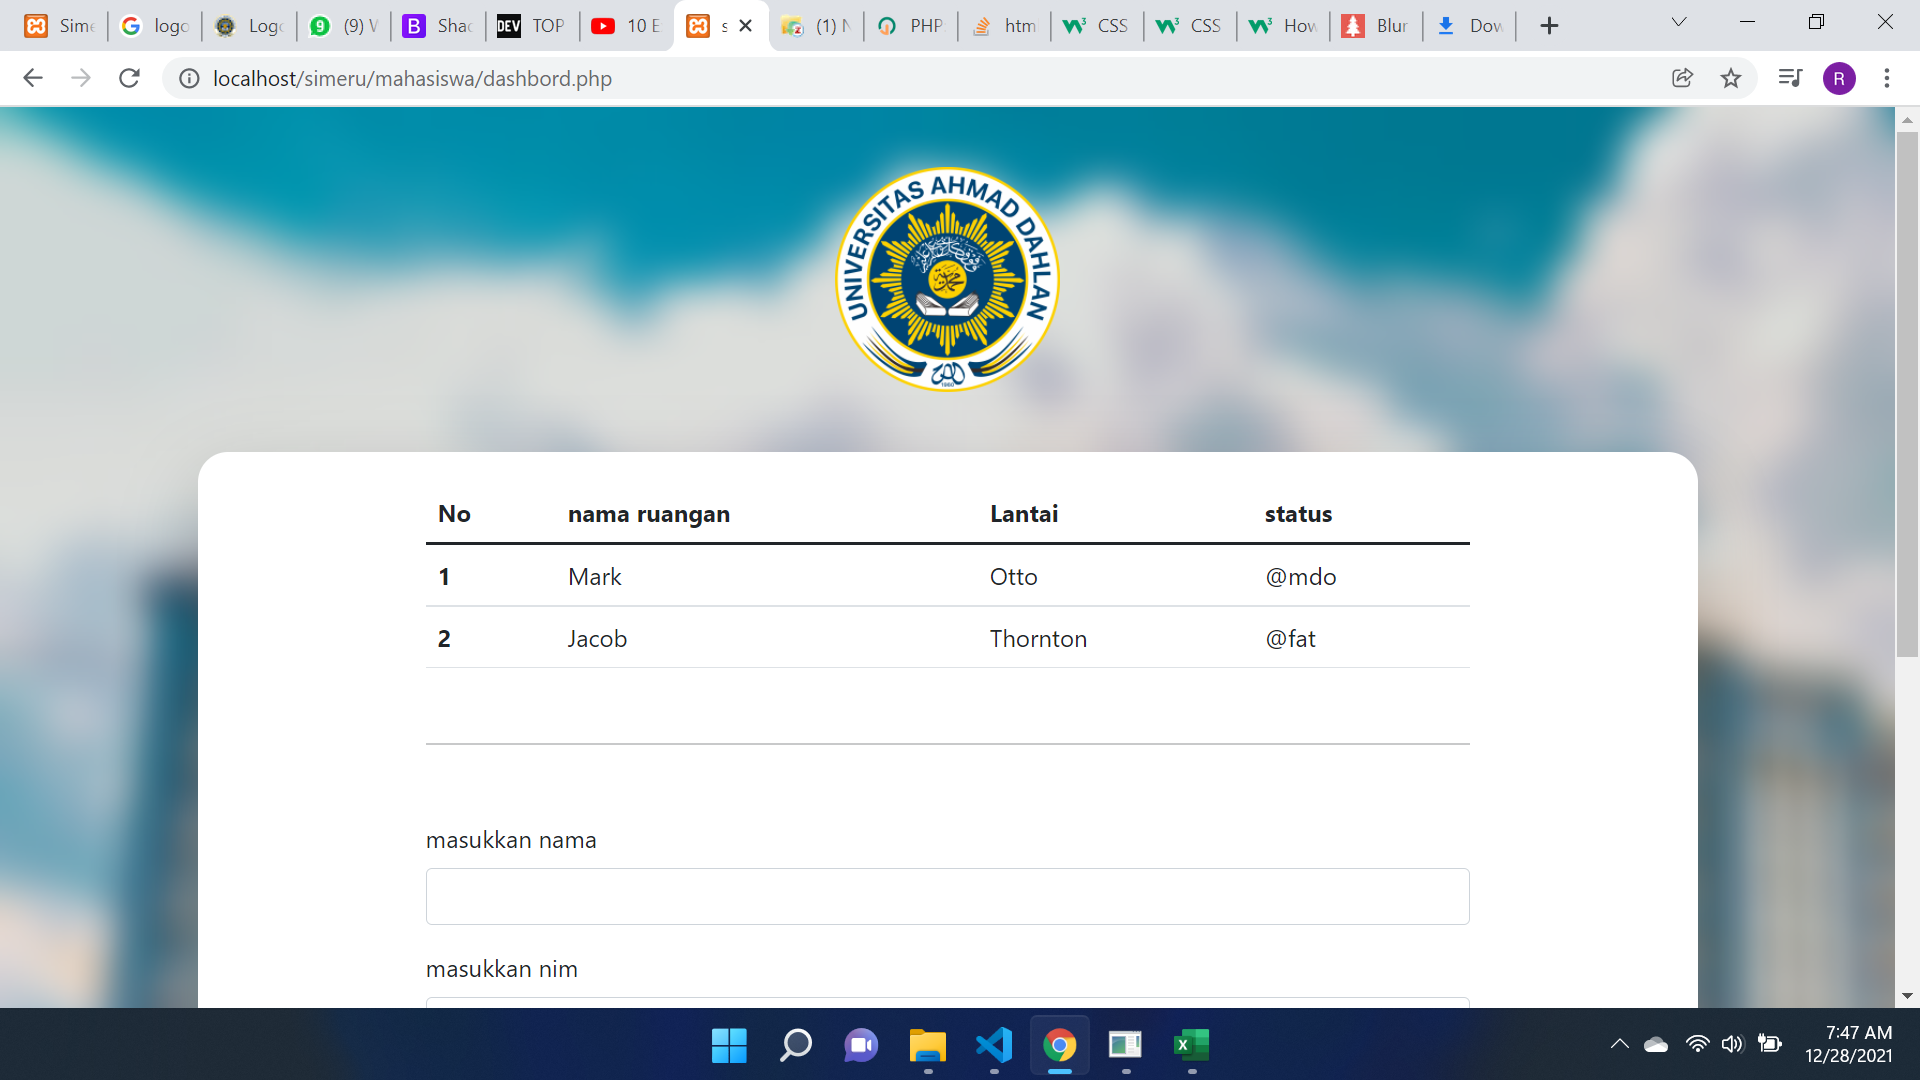 Sime
logo
Logo
(9) W
Shac
DEV TOP
10 E
s
(1) N
PHP
htm
CSS
CSS
How
Blur
Dow
localhost/simeru/mahasiswa/dashbord.php
R
UNIVERSITAS AHMAD DAHLAN
1960
No nama ruangan Lantai status
1 Mark Otto @mdo
2 Jacob Thornton @fat
masukkan nama
masukkan nim
7:47 AM
12/28/2021